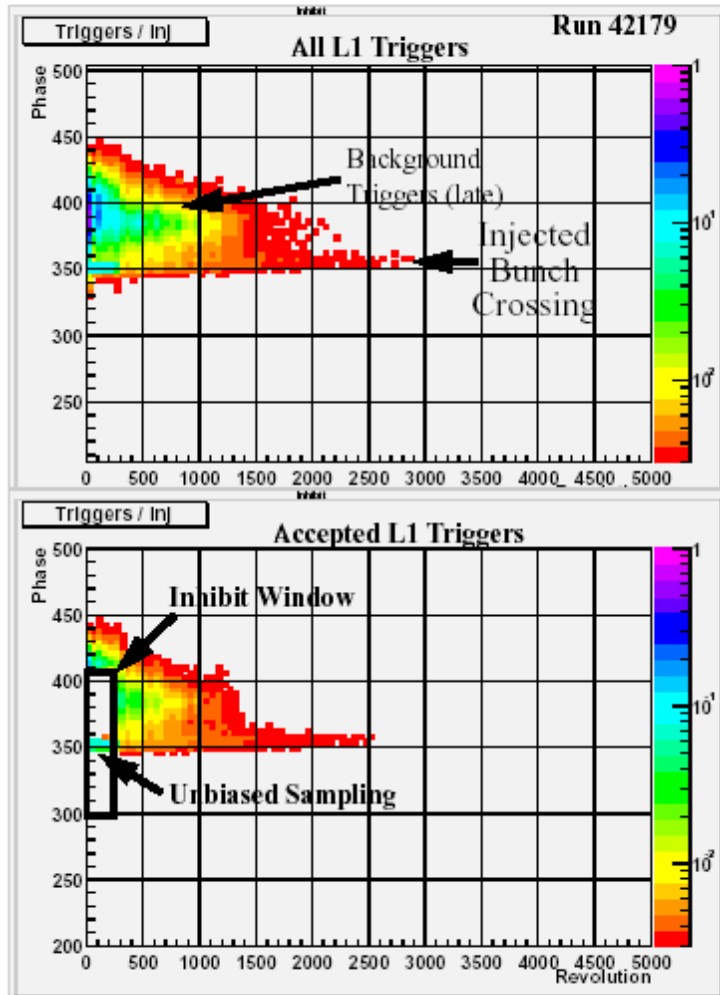 Inhibit
Triggers / Inj
Run 42179
All L1 Triggers
Phase
500
450
400
350
300
250
Background
Triggers (late)
Injected
Bunch
Crossing
1
10¹
10²
0 500 1000 1500 2000 2500 3000 3500 4000 4500 5000
Inhibit
Triggers / Inj
Accepted L1 Triggers
Phase
500
450
400
350
300
250
200
Inhibit Window
Unbiased Sampling
1
10¹
10²
0 500 1000 1500 2000 2500 3000 3500 4000 4500 5000
Revolution